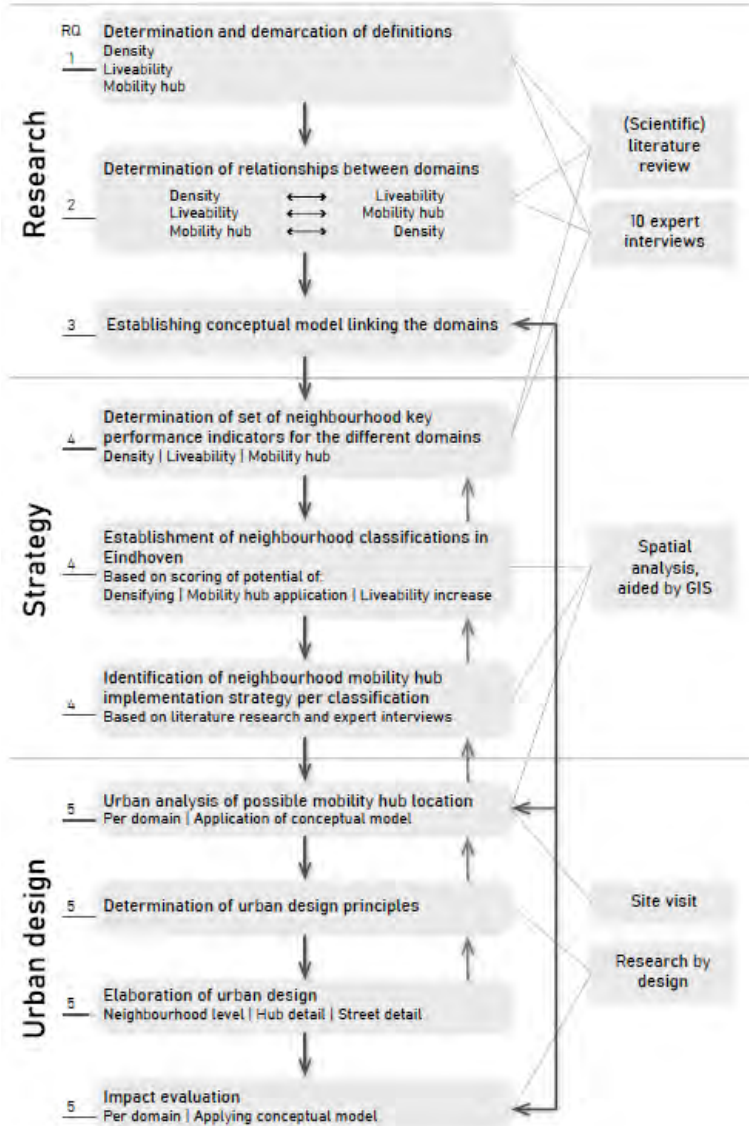 RQ
Determination and demarcation of definitions
Density
1
Liveability
Mobility hub
Research
(Scientific)
literature
review
Determination of relationships between domains
Density Liveability
2
Liveability Mobility hub
Mobility hub Density
10 expert
interviews
3
Establishing conceptual model linking the domains
Strategy
Determination of set of neighbourhood key
4
performance indicators for the different domains
Density | Liveability | Mobility hub
Establishment of neighbourhood classifications in
4
Eindhoven
Based on scoring of potential of:
Densifying | Mobility hub application | Liveability increase
Spatial
analysis,
aided by GIS
Identification of neighbourhood mobility hub
4
implementation strategy per classification
Based on literature research and expert interviews
Urban design
Urban analysis of possible mobility hub location
5
Per domain | Application of conceptual model
5
Determination of urban design principles
Site visit
Research by
design
Elaboration of urban design
5
Neighbourhood level | Hub detail | Street detail
Impact evaluation
5
Per domain | Applying conceptual model